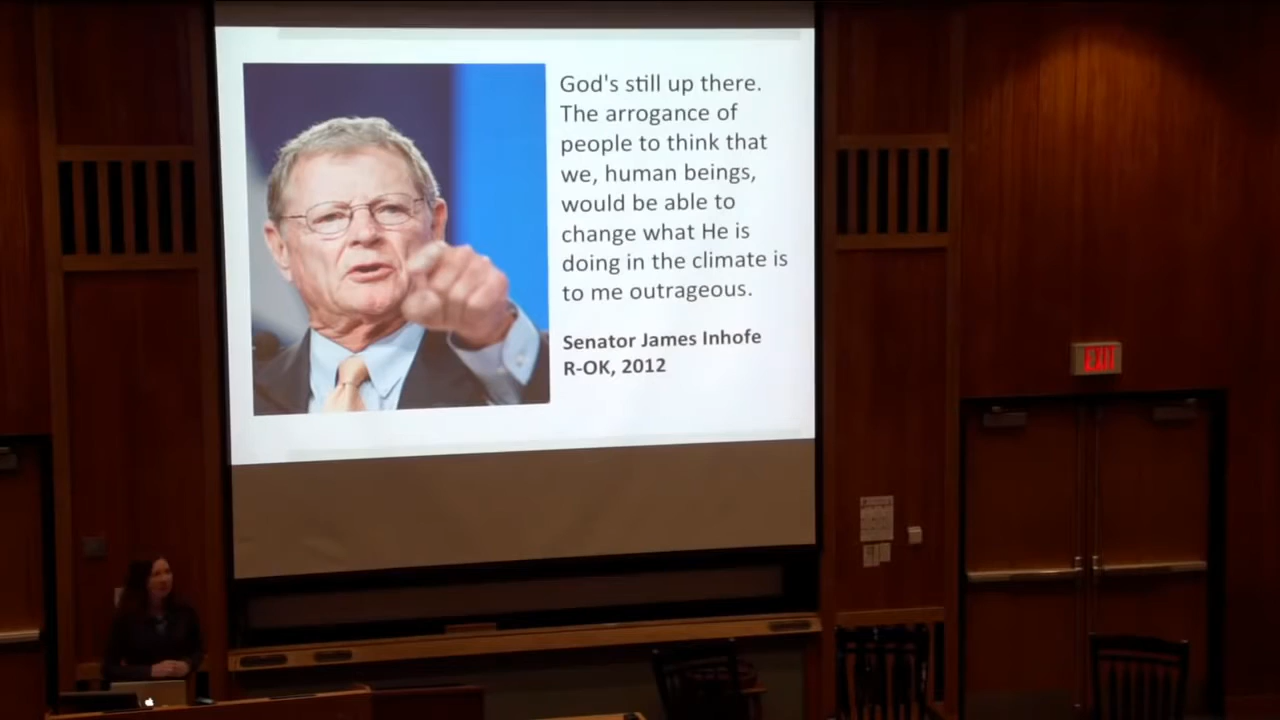 God's still up there.
The arrogance of
people to think that
we, human beings,
would be able to
change what He is
doing in the climate is
to me outrageous.
Senator James Inhofe
R-OK, 2012
EXIT